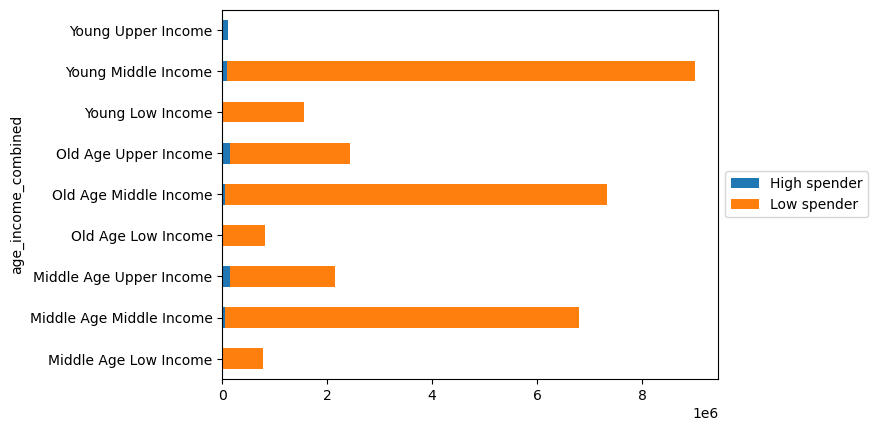 age_income_combined
Young Upper Income
Young Middle Income
Young Low Income
Old Age Upper Income
Old Age Middle Income
Old Age Low Income
Middle Age Upper Income
Middle Age Middle Income
Middle Age Low Income
0 2 4 6 8
1e6
High spender
Low spender